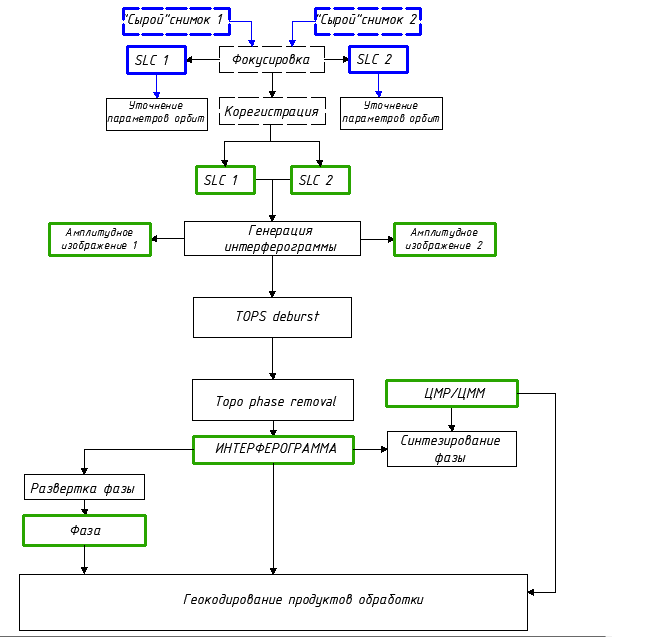 "Сырой"снимок 1
"Сырой"снимок 2
SLC 1
Фокусировка
SLC 2
Уточнение
параметров орбит
Корегистрация
Уточнение
параметров орбит
SLC 1
SLC 2
Амплитудное
изображение 1
Генерация
интерферограммы
Амплитудное
изображение 2
TOPS deburst
Topo phase removal
ЦМР/ЦММ
ИНТЕРФЕРОГРАММА
Синтезирование
фазы
Развертка фазы
Фаза
Геокодирование продуктов обработки